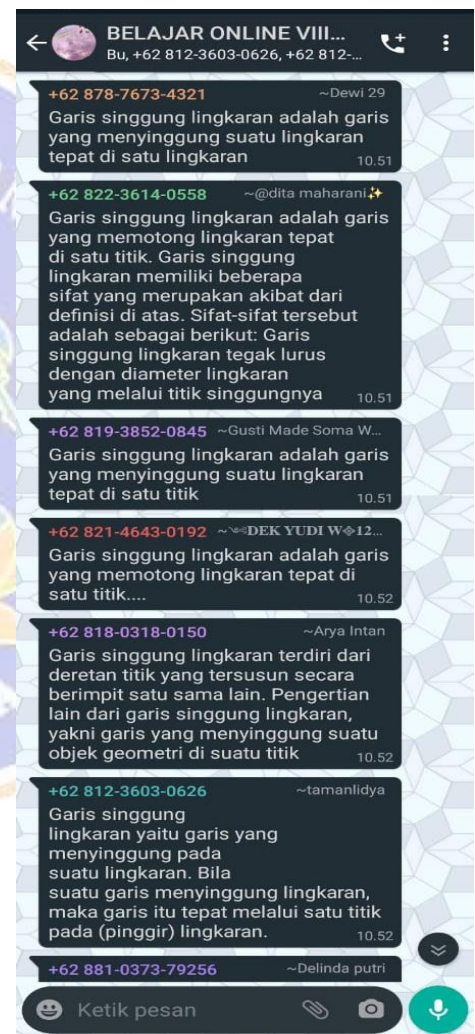 BELAJAR ONLINE VIII...
Bu, +62 812-3603-0626, +62 812-...
+62 878-7673-4321 ~Dewi 29
Garis singgung lingkaran adalah garis
yang menyinggung suatu lingkaran
tepat di satu lingkaran 10.51
+62 822-3614-0558 ~@dita maharani✨
Garis singgung lingkaran adalah garis
yang memotong lingkaran tepat
di satu titik. Garis singgung
lingkaran memiliki beberapa
sifat yang merupakan akibat dari
definisi di atas. Sifat-sifat tersebut
adalah sebagai berikut: Garis
singgung lingkaran tegak lurus
dengan diameter lingkaran
yang melalui titik singgungnya 10.51
+62 819-3852-0845 ~Gusti Made Soma W...
Garis singgung lingkaran adalah garis
yang menyinggung suatu lingkaran
tepat di satu titik 10.51
+62 821-4643-0192 ~DEK YUDI W⟐12...
Garis singgung lingkaran adalah garis
yang memotong lingkaran tepat di
satu titik.... 10.52
+62 818-0318-0150 ~Arya Intan
Garis singgung lingkaran terdiri dari
deretan titik yang tersusun secara
berimpit satu sama lain. Pengertian
lain dari garis singgung lingkaran,
yakni garis yang menyinggung suatu
objek geometri di suatu titik 10.52
+62 812-3603-0626 ~tamanlidya
Garis singgung
lingkaran yaitu garis yang
menyinggung pada
suatu lingkaran. Bila
suatu garis menyinggung lingkaran,
maka garis itu tepat melalui satu titik
pada (pinggir) lingkaran. 10.52
+62 881-0373-79256 ~Delinda putri
Ketik pesan